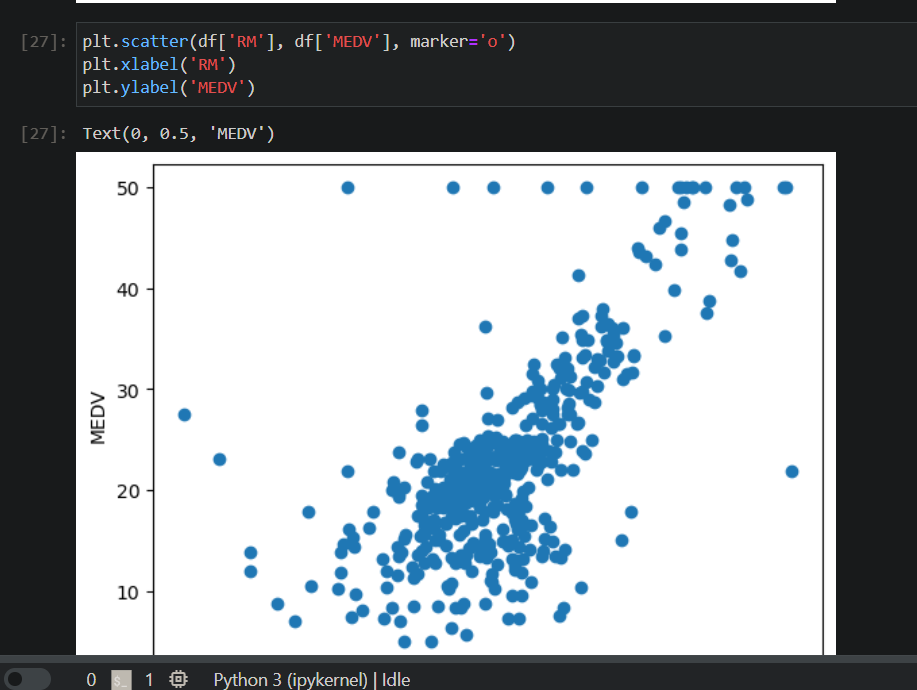 [27]: plt.scatter(df['RM'], df['MEDV'], marker='o')
plt.xlabel('RM')
plt.ylabel('MEDV')
[27]: Text(0, 0.5, 'MEDV')
50
40
30
20
10
MEDV
0 $_ 1 Python 3 (ipykernel) | Idle